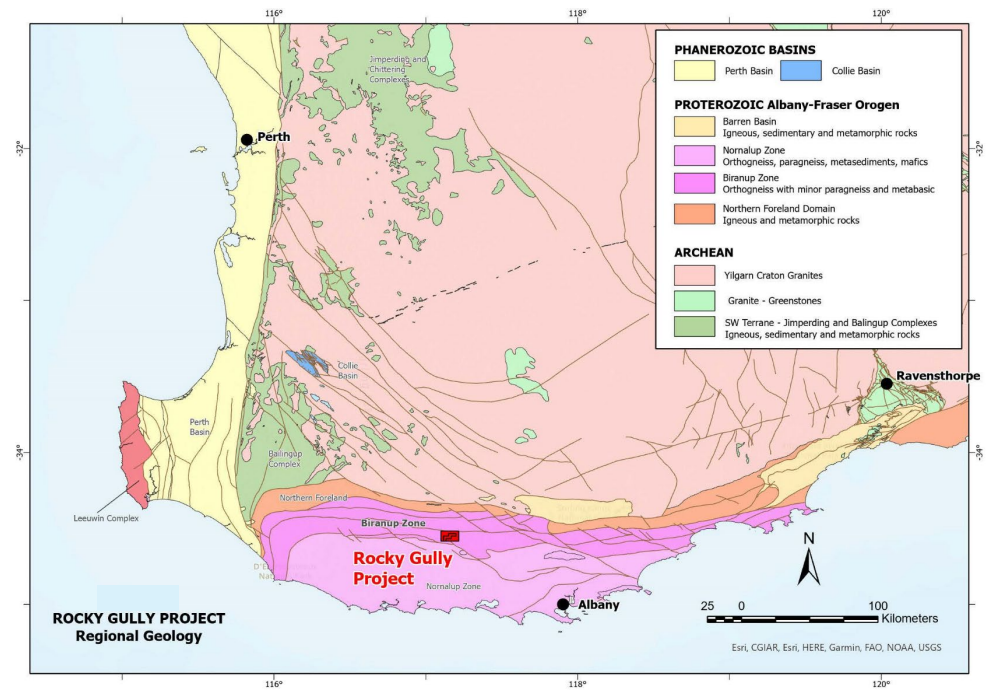 116°
118°
120°
PHANEROZOIC BASINS
Perth Basin
Collie Basin
PROTEROZOIC Albany-Fraser Orogen
Barren Basin
Igneous, sedimentary and metamorphic rocks
Nornalup Zone
Orthogneiss, paragneiss, metasediments, mafics
Biranup Zone
Orthogneiss with minor paragneiss and metabasic
Northern Foreland Domain
Igneous and metamorphic rocks
ARCHEAN
Yilgarn Craton Granites
Granite - Greenstones
SW Terrane - Jimperding and Balingup Complexes
Igneous, sedimentary and metamorphic rocks
Jimperding and
Chittering
Complexes
Perth
-32°
-32°
Collie
Basin
Ravensthorpe
Perth
Basin
Balingup
Complex
-34°
-34°
Northern Foreland
Leeuwin Complex
Biranup Zone
Rocky Gully
Project
Nornalup Zone
Albany
N
ROCKY GULLY PROJECT
Regional Geology
25 0 100
Kilometers
Esri, CGIAR, Esri, HERE, Garmin, FAO, NOAA, USGS
116°
118°
120°